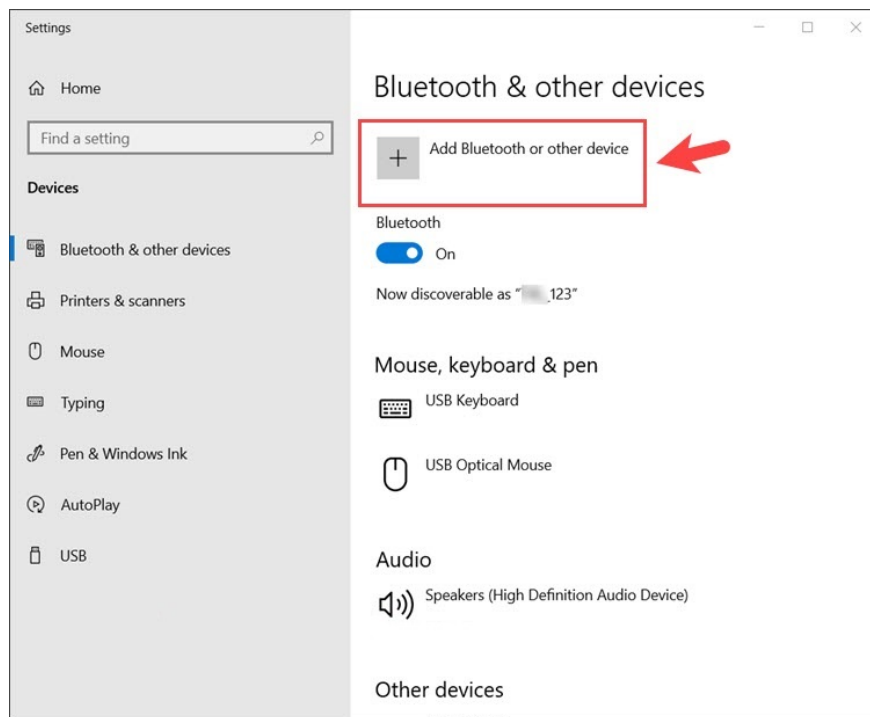 Settings
Home
Find a setting
Devices
Bluetooth & other devices
Printers & scanners
Mouse
Typing
Pen & Windows Ink
AutoPlay
USB
Bluetooth & other devices
Add Bluetooth or other device
Bluetooth
On
Now discoverable as “ _123”
Mouse, keyboard & pen
USB Keyboard
USB Optical Mouse
Audio
Speakers (High Definition Audio Device)
Other devices